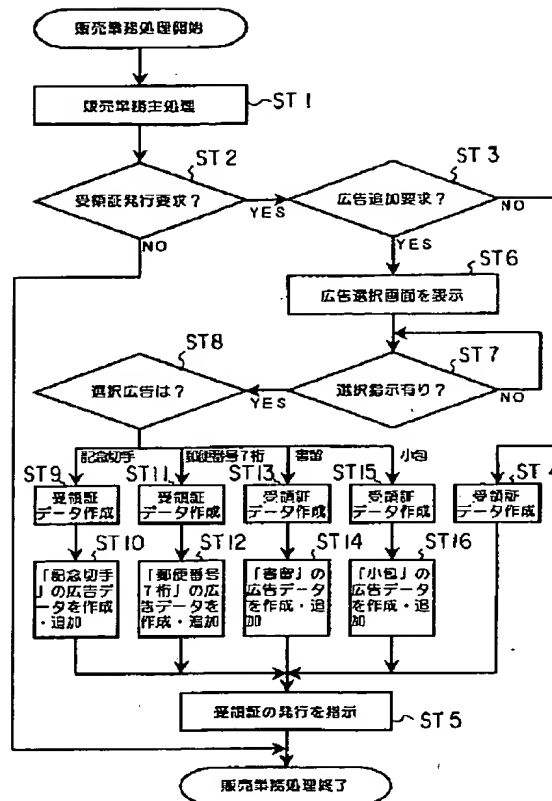 販売業務処理開始
販売業務主処理
ST1
ST2
受領証発行要求？
YES
NO
ST3
広告追加要求？
NO
YES
ST6
広告選択画面を表示
ST7
選択指示有り？
NO
YES
ST8
選択広告は？
記念切手
郵便番号7桁
書留
小包
ST9
受領証
データ作成
ST11
受領証
データ作成
ST13
受領証
データ作成
ST15
受領証
データ作成
ST4
受領証
データ作成
ST10
「記念切手
」の広告デ
ータを作成
・追加
ST12
「郵便番号
7桁」の広
告データを
作成・追加
ST14
「書留」の
広告データ
を作成・追
加
ST16
「小包」の
広告データ
を作成・追
加
受領証の発行を指示
ST5
販売業務処理終了